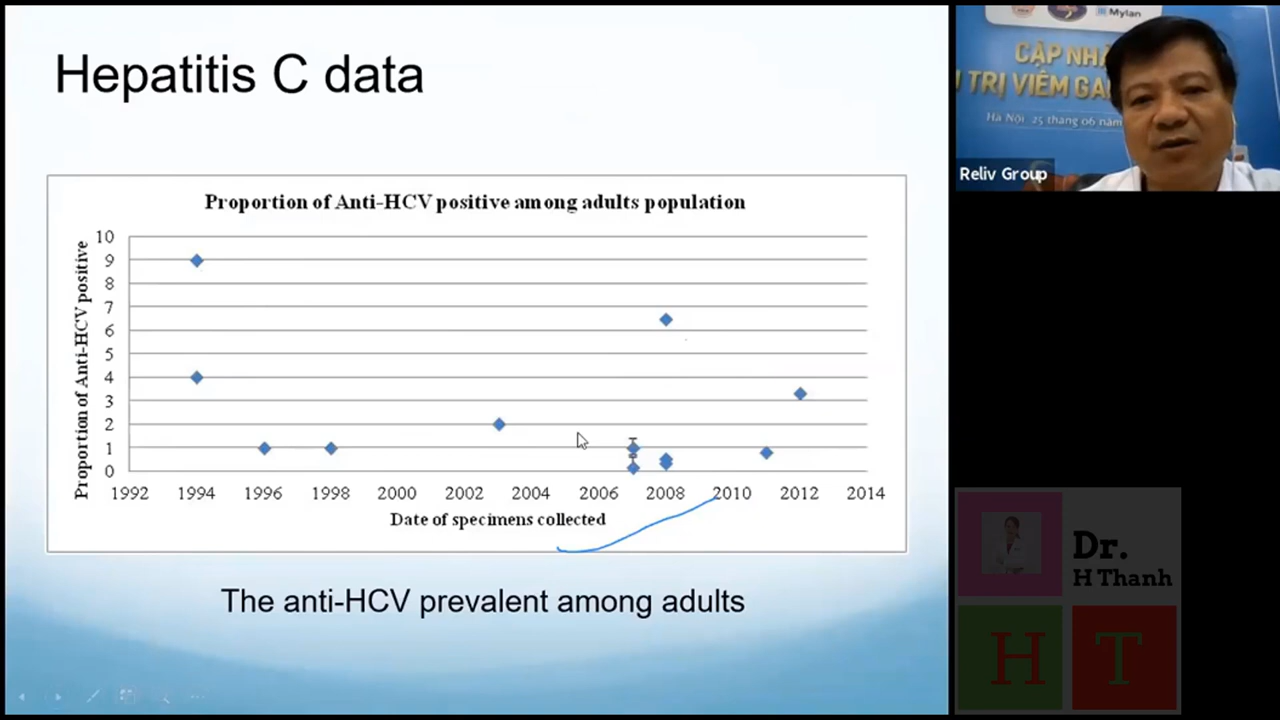 Hepatitis C data
Proportion of Anti-HCV positive among adults population
Proportion of Anti-HCV positive
10
9
8
7
6
5
4
3
2
1
0
1992 1994 1996 1998 2000 2002 2004 2006 2008 2010 2012 2014
Date of specimens collected
The anti-HCV prevalent among adults
Mylan
CẬP NHẬ
TRỊ VIÊM GA
Hà Nội, 25 tháng 06 năm
Reliv Group
Dr.
H Thanh
H T